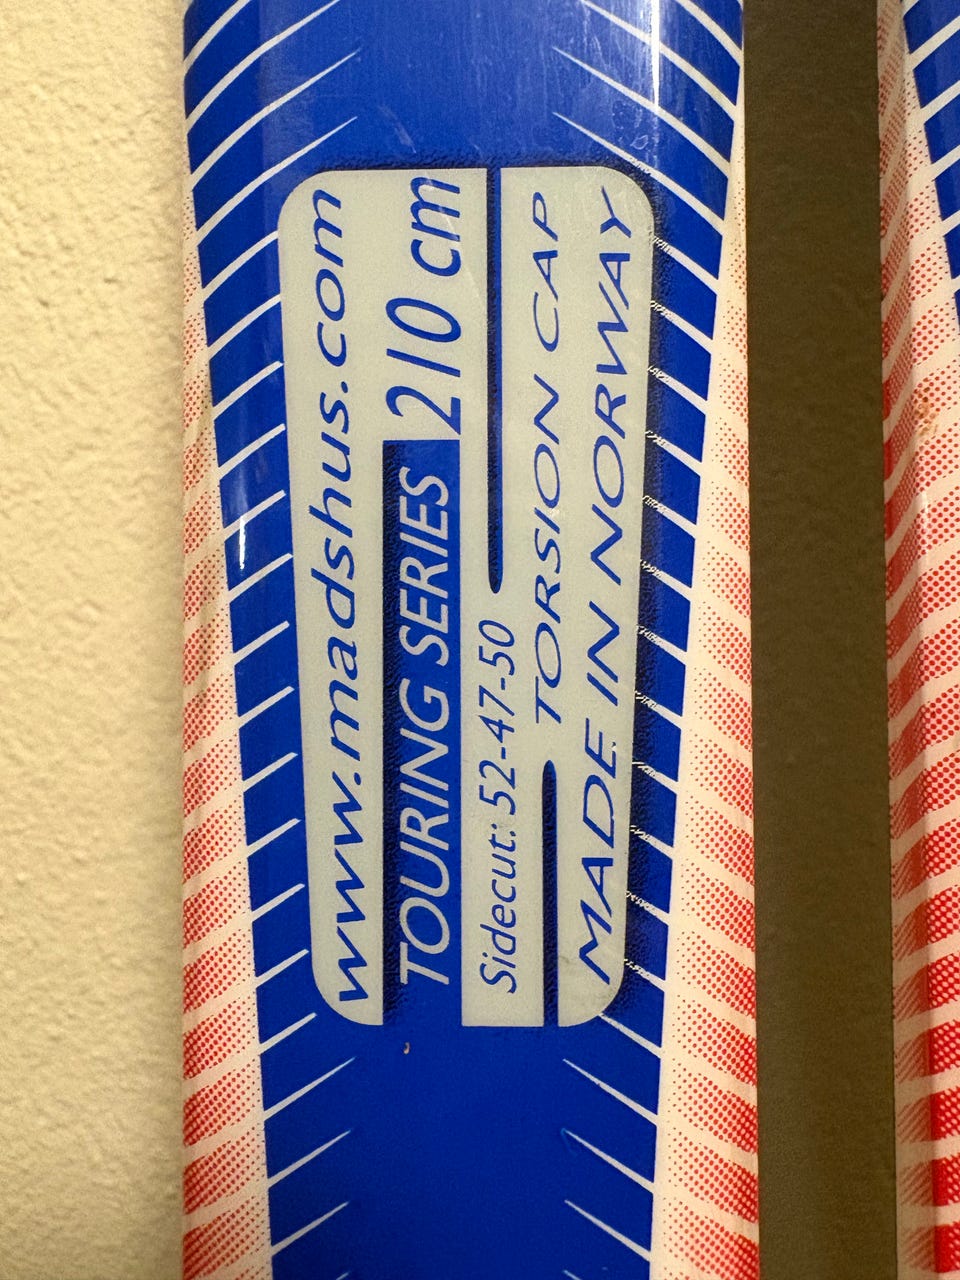 www.madshus.com
TOURING SERIES 210 cm
Sidecut: 52-47-50
TORSION CAP
MADE IN NORWAY